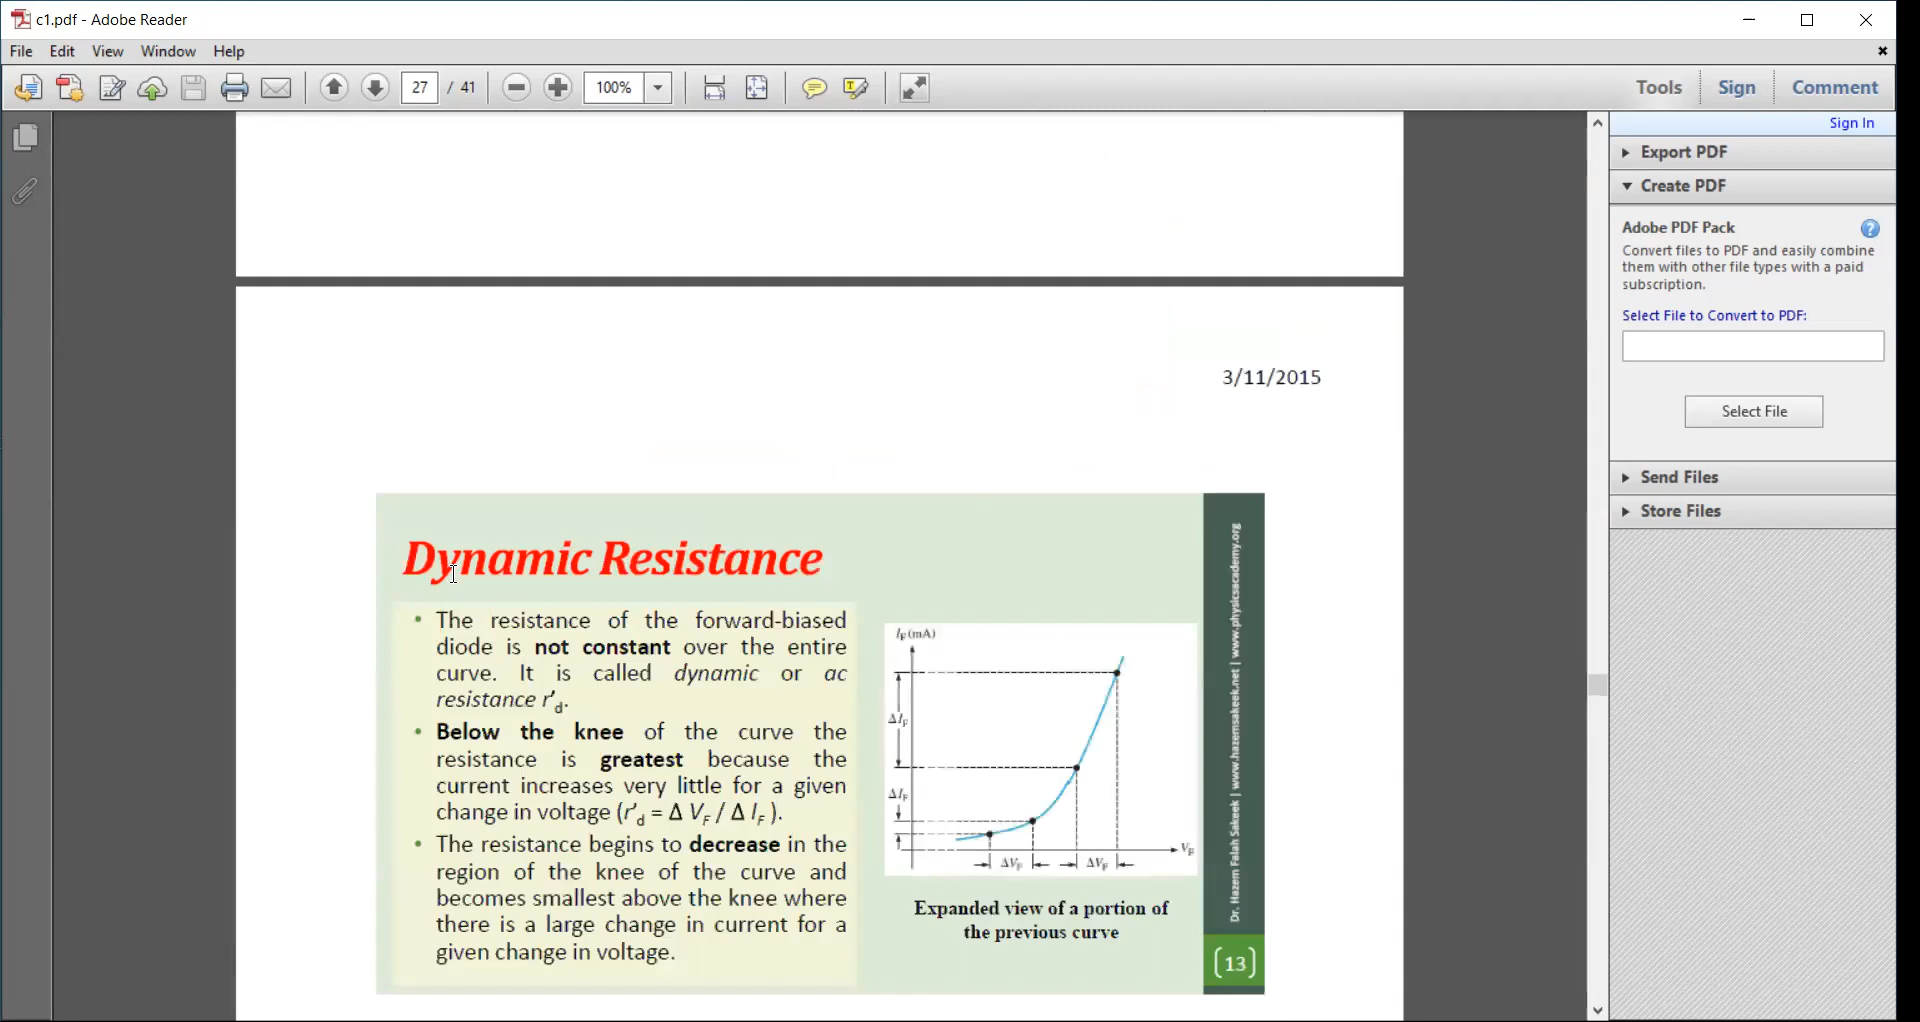 c1.pdf - Adobe Reader
File Edit View Window Help
27 / 41 100% Tools Sign Comment
Sign In
Export PDF
Create PDF
Adobe PDF Pack
Convert files to PDF and easily combine
them with other file types with a paid
subscription.
Select File to Convert to PDF:
Select File
Send Files
Store Files
3/11/2015
Dynamic Resistance
• The resistance of the forward-biased
diode is not constant over the entire
curve. It is called dynamic or ac
resistance r'd.
• Below the knee of the curve the
resistance is greatest because the
current increases very little for a given
change in voltage (r'd = Δ VF / Δ IF ).
• The resistance begins to decrease in the
region of the knee of the curve and
becomes smallest above the knee where
there is a large change in current for a
given change in voltage.
IF (mA)
ΔIF
ΔIF
VF
ΔVF ΔVF
Expanded view of a portion of
the previous curve
Dr. Hazem Falah Sakeek | www.hazemsakeek.net | www.physicsacademy.org
(13)